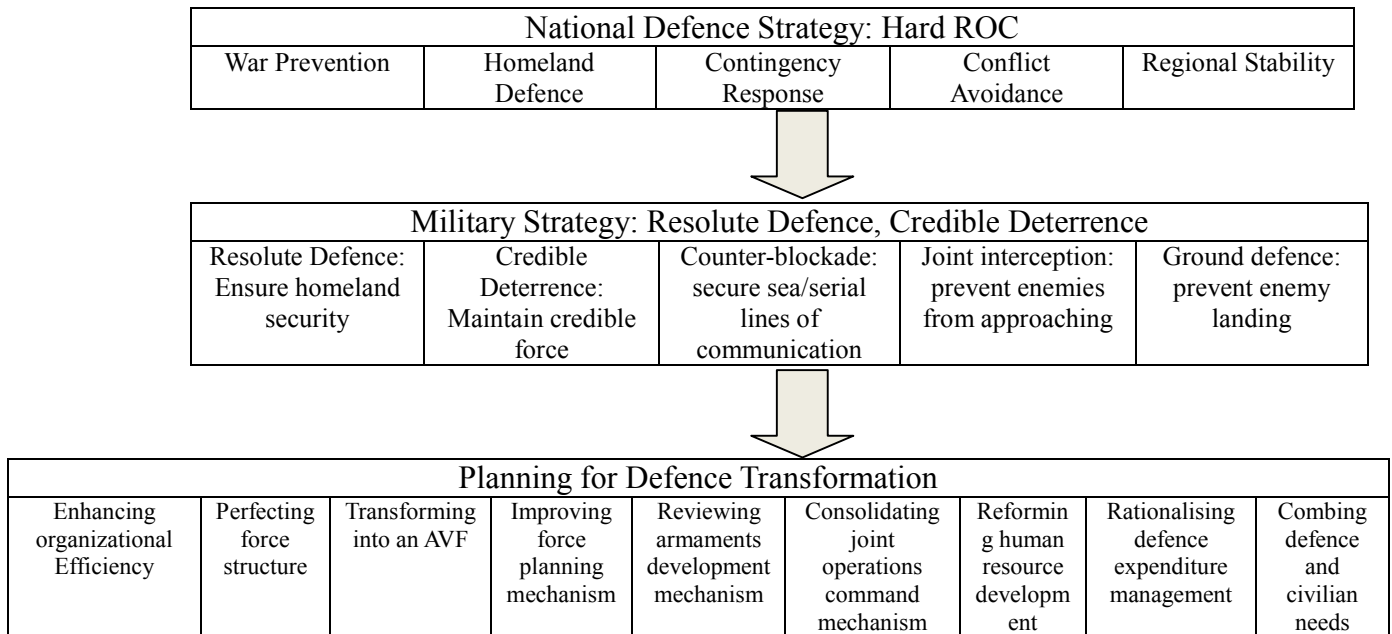 National Defence Strategy: Hard ROC
War Prevention
Homeland
Defence
Contingency
Response
Conflict
Avoidance
Regional Stability
Military Strategy: Resolute Defence, Credible Deterrence
Resolute Defence:
Ensure homeland
security
Credible
Deterrence:
Maintain credible
force
Counter-blockade:
secure sea/serial
lines of
communication
Joint interception:
prevent enemies
from approaching
Ground defence:
prevent enemy
landing
Planning for Defence Transformation
Enhancing
organizational
Efficiency
Perfecting
force
structure
Transforming
into an AVF
Improving
force
planning
mechanism
Reviewing
armaments
development
mechanism
Consolidating
joint
operations
command
mechanism
Reformin
g human
resource
developm
ent
Rationalising
defence
expenditure
management
Combing
defence
and
civilian
needs